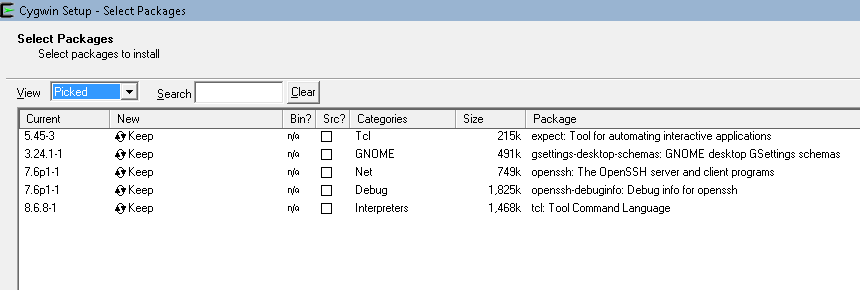 Cygwin Setup - Select Packages
Select Packages
Select packages to install
View Picked Search Clear
Current New Bin? Src? Categories Size Package
5.45-3 Keep n/a Tcl 215k expect: Tool for automating interactive applications
3.24.1-1 Keep n/a GNOME 491k gsettings-desktop-schemas: GNOME desktop GSettings schemas
7.6p1-1 Keep n/a Net 749k openssh: The OpenSSH server and client programs
7.6p1-1 Keep n/a Debug 1,825k openssh-debuginfo: Debug info for openssh
8.6.8-1 Keep n/a Interpreters 1,468k tcl: Tool Command Language